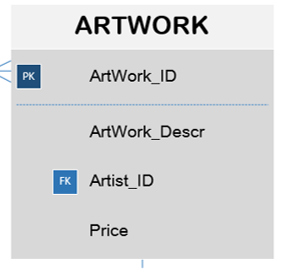 ARTWORK
PK ArtWork_ID
ArtWork_Descr
FK Artist_ID
Price